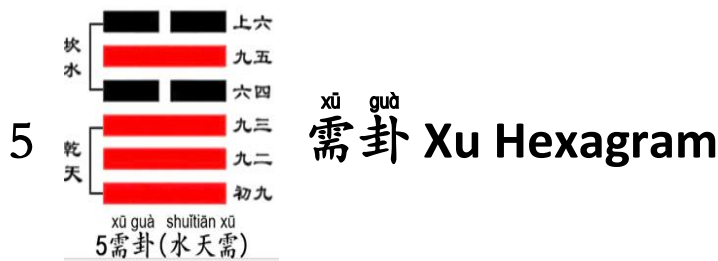 上六
九五
六四
九三
九二
初九
坎水
乾天
5
xū guà
需卦 Xu Hexagram
xū guà shuǐtiān xū
5需卦(水天需)